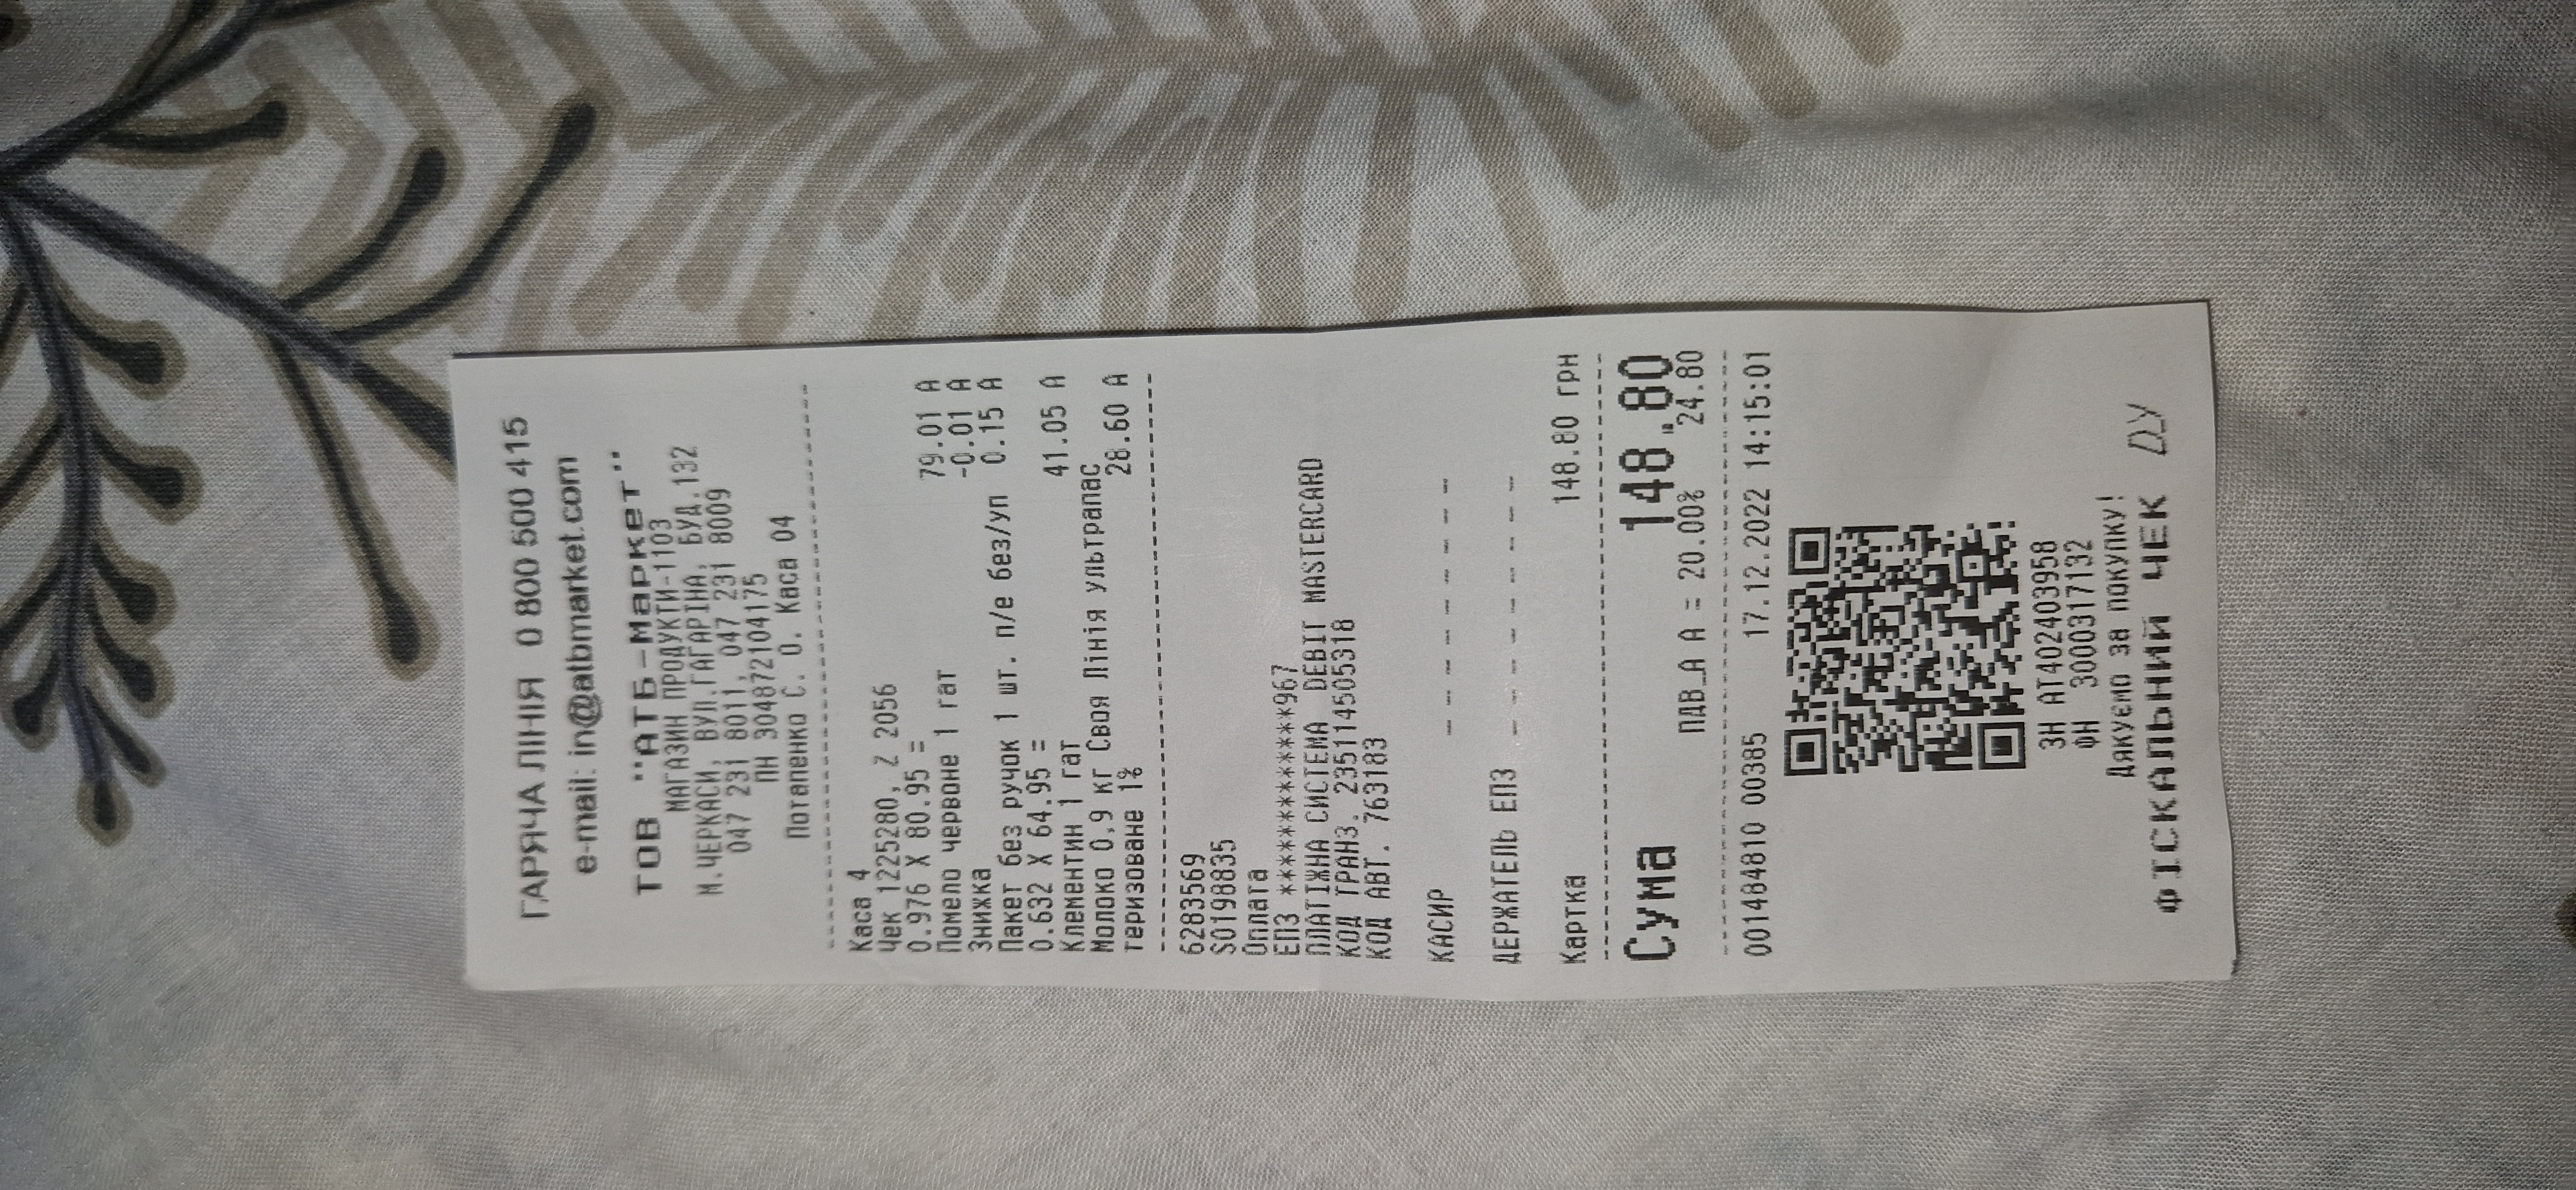 ГАРЯЧА ЛІНІЯ 0 800 500 415
e-mail: in@atbmarket.com
ТОВ "АТБ-Маркет"
МАГАЗИН ПРОДУКТИ-1103
М.ЧЕРКАСИ, ВУЛ.ГАГАРІНА, БУД.132
047 231 8011, 047 231 8009
ПН 304872104175
Потапенко С. О. Каса 04
Каса 4
Чек 1225280, Z 2056
0.976 X 80.95 = 79.01 А
Помело червоне 1 гат
Знижка -0.01 А
Пакет без ручок 1 шт. п/е без/уп 0.15 А
0.632 X 64.95 = 41.05 А
Клементин 1 гат
Молоко 0,9 кг Своя Лінія ультрапас
теризоване 1% 28.60 А
6283569
S0198835
Оплата
ЕПЗ *************967
ПЛАТІЖНА СИСТЕМА DEBIT MASTERCARD
КОД ТРАНЗ. 235114505318
КОД АВТ. 763183
КАСИР
ДЕРЖАТЕЛЬ ЕПЗ
Картка 148.80 грн
Сума 148.80
ПДВ_А А = 20.00% 24.80
001484810 00385 17.12.2022 14:15:01
ЗН АТ402403958
ФН 3000317132
Дякуємо за покупку!
ФІСКАЛЬНИЙ ЧЕК